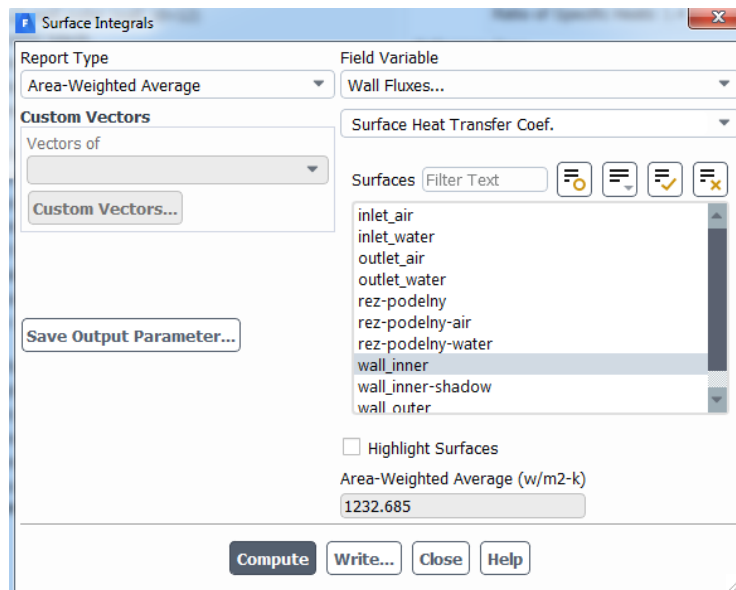 Surface Integrals
Report Type
Area-Weighted Average
Custom Vectors
Vectors of
Custom Vectors...
Save Output Parameter...
Field Variable
Wall Fluxes...
Surface Heat Transfer Coef.
Surfaces Filter Text
inlet_air
inlet_water
outlet_air
outlet_water
rez-podelny
rez-podelny-air
rez-podelny-water
wall_inner
wall_inner-shadow
wall_outer
Highlight Surfaces
Area-Weighted Average (w/m2-k)
1232.685
Compute Write... Close Help